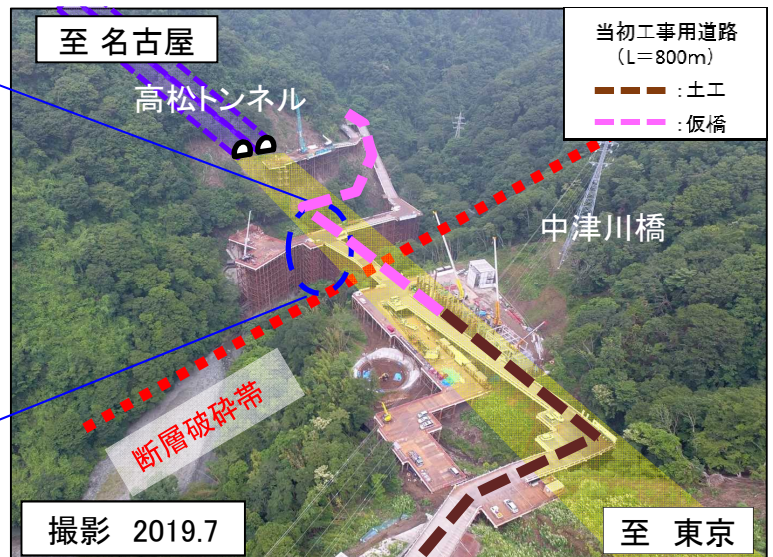 至 名古屋
当初工事用道路
(L=800m)
:土工
:仮橋
高松トンネル
中津川橋
断層破砕帯
撮影 2019.7
至 東京